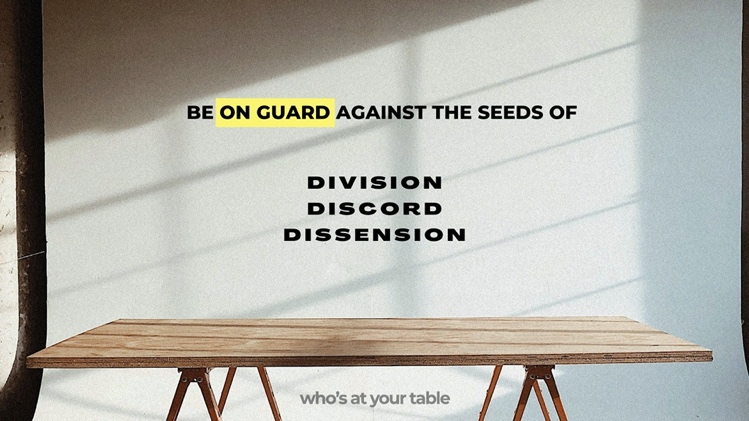 BE ON GUARD AGAINST THE SEEDS OF
DIVISION
DISCORD
DISSENSION
who's at your table